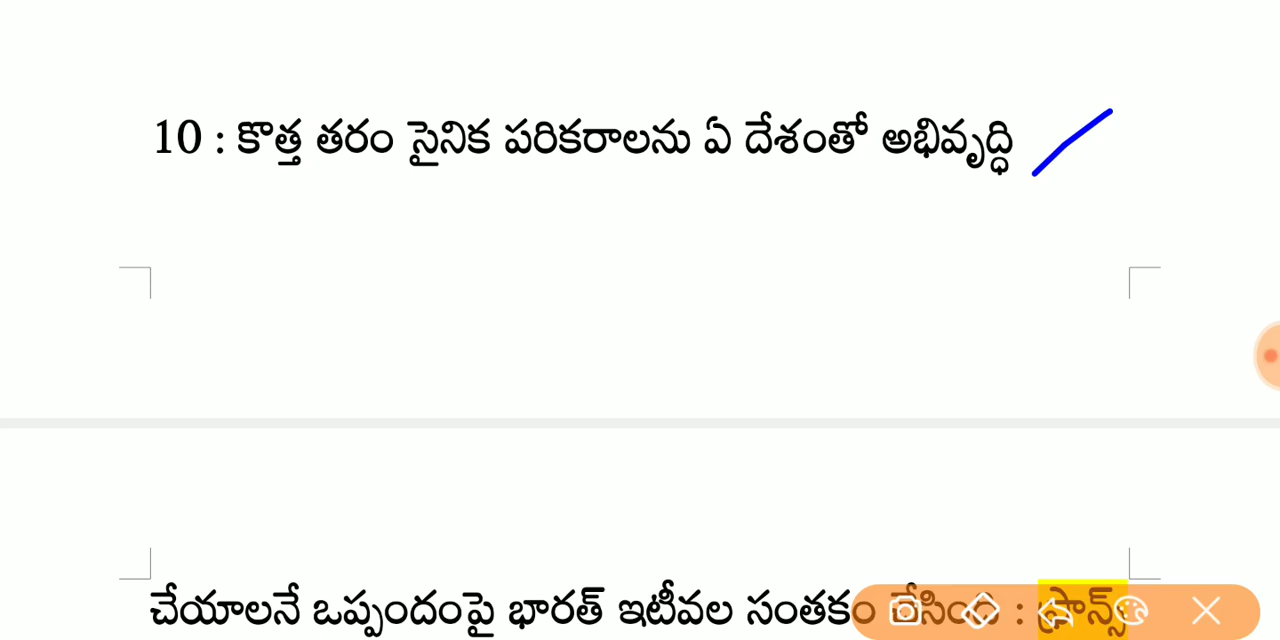 10 : కొత్త తరం సైనిక పరికరాలను ఏ దేశంతో అభివృద్ధి
చేయాలనే ఒప్పందంపై భారత్ ఇటీవల సంతకం చేసింది : ఫ్రాన్స్